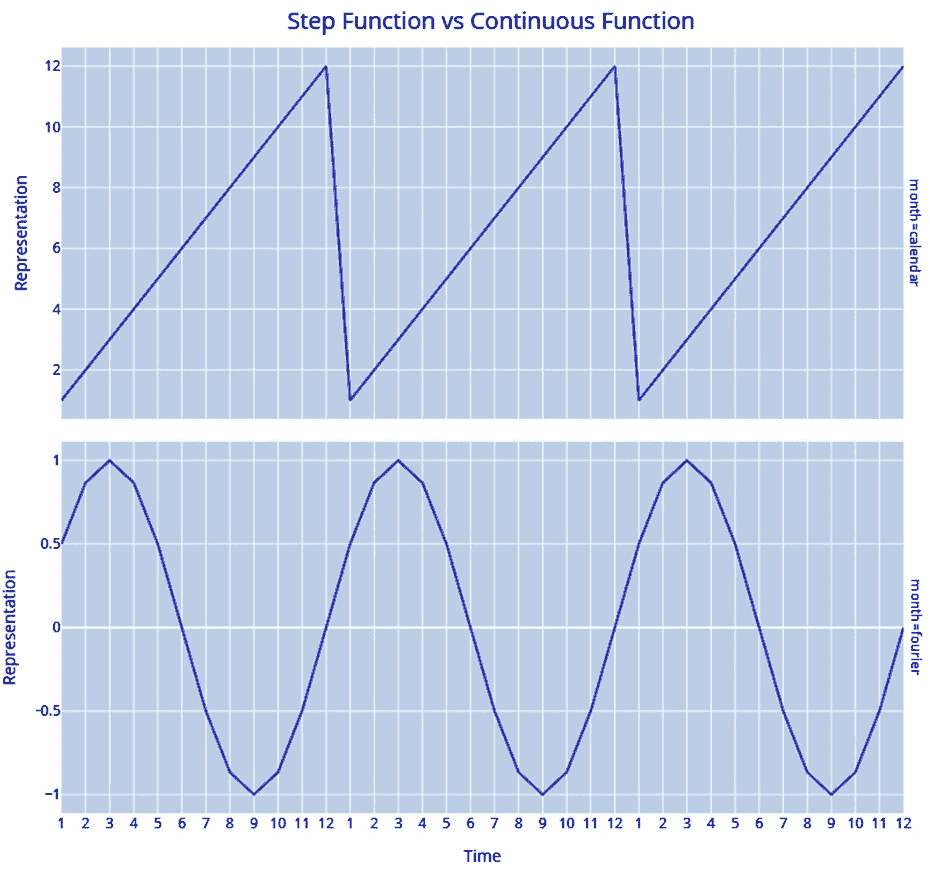 Step Function vs Continuous Function
12
10
8
6
4
2
Representation
month=calendar
1
0.5
0
−0.5
−1
Representation
month=fourier
1 2 3 4 5 6 7 8 9 10 11 12 1 2 3 4 5 6 7 8 9 10 11 12 1 2 3 4 5 6 7 8 9 10 11 12
Time